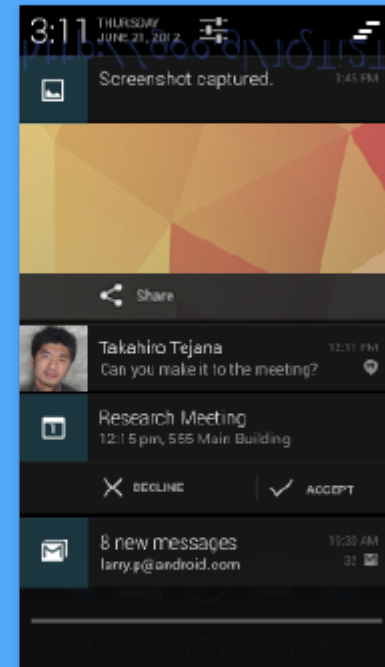 3:11 THURSDAY
JUNE 21, 2012
Screenshot captured.
3:45 PM
Share
Takahiro Tejana
12:11 PM
Can you make it to the meeting?
Research Meeting
12:15 pm, 555 Main Building
DECLINE
ACCEPT
8 new messages
10:30 AM
larry.p@android.com
32